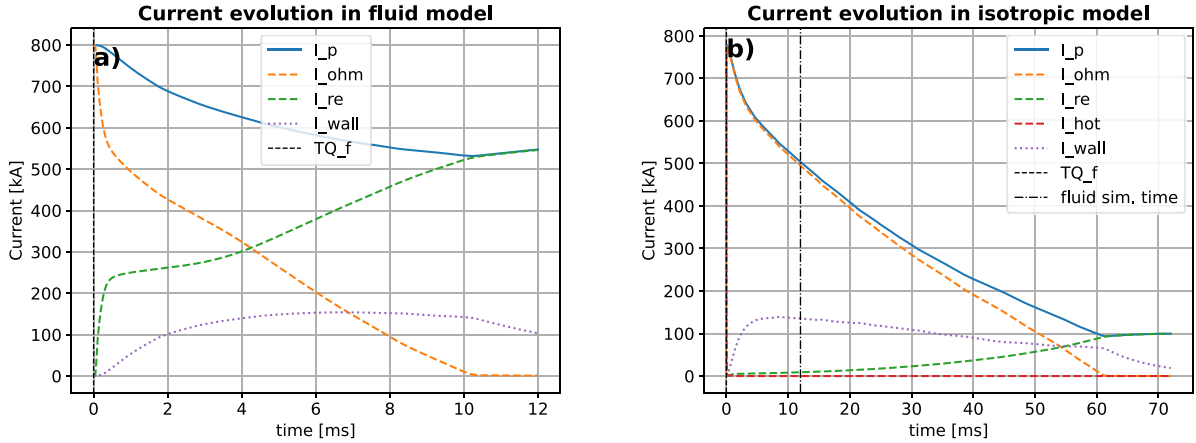 Current evolution in fluid model
a)
I_p
I_ohm
I_re
I_wall
TQ_f
Current [kA]
800
700
600
500
400
300
200
100
0
0 2 4 6 8 10 12
time [ms]
Current evolution in isotropic model
b)
I_p
I_ohm
I_re
I_hot
I_wall
TQ_f
fluid sim. time
Current [kA]
800
700
600
500
400
300
200
100
0
0 10 20 30 40 50 60 70
time [ms]